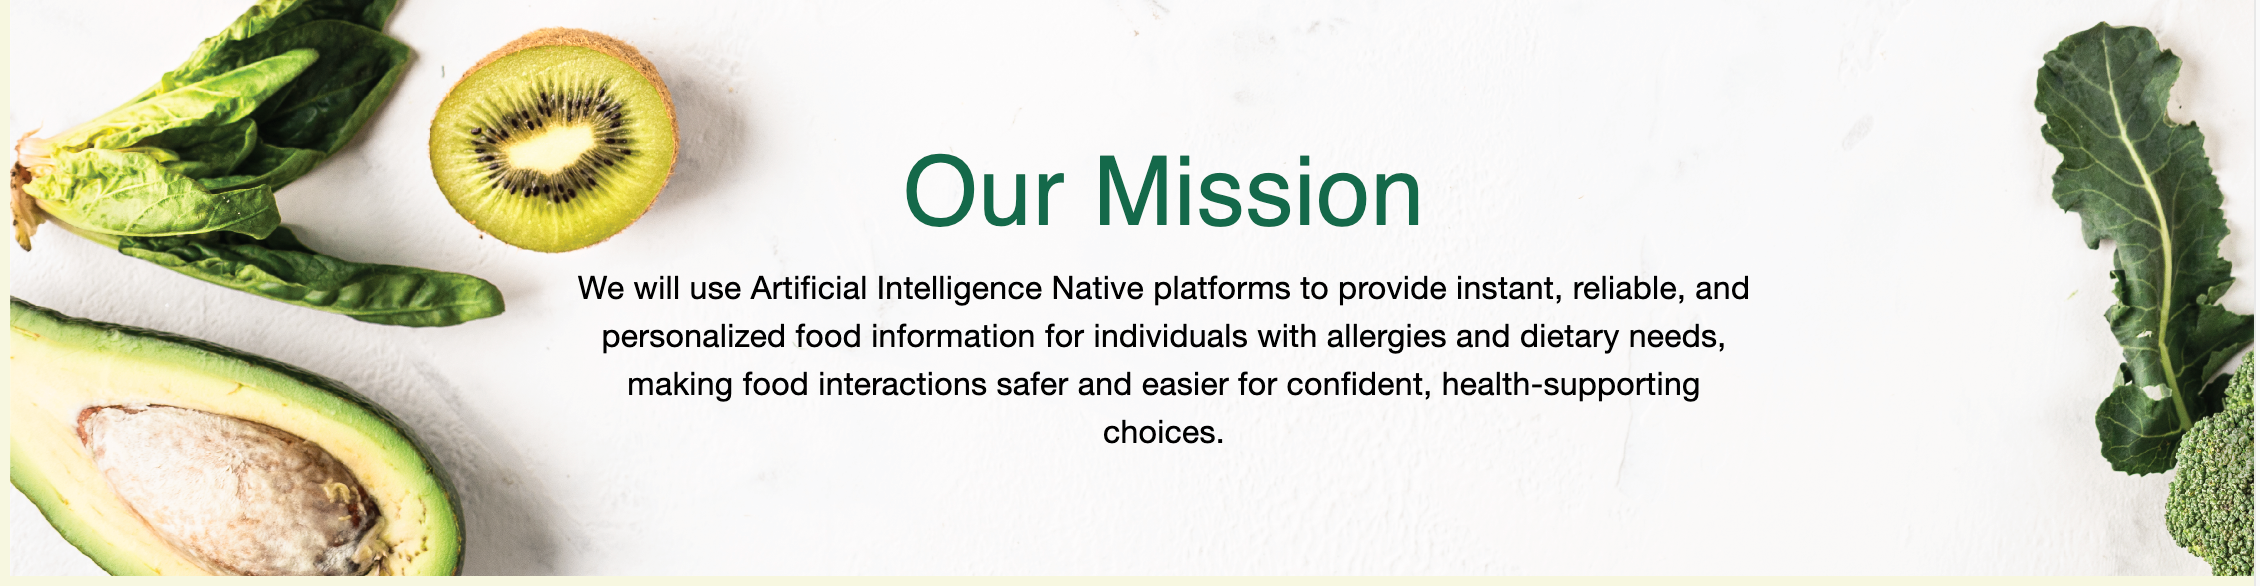 Our Mission
We will use Artificial Intelligence Native platforms to provide instant, reliable, and
personalized food information for individuals with allergies and dietary needs,
making food interactions safer and easier for confident, health-supporting
choices.